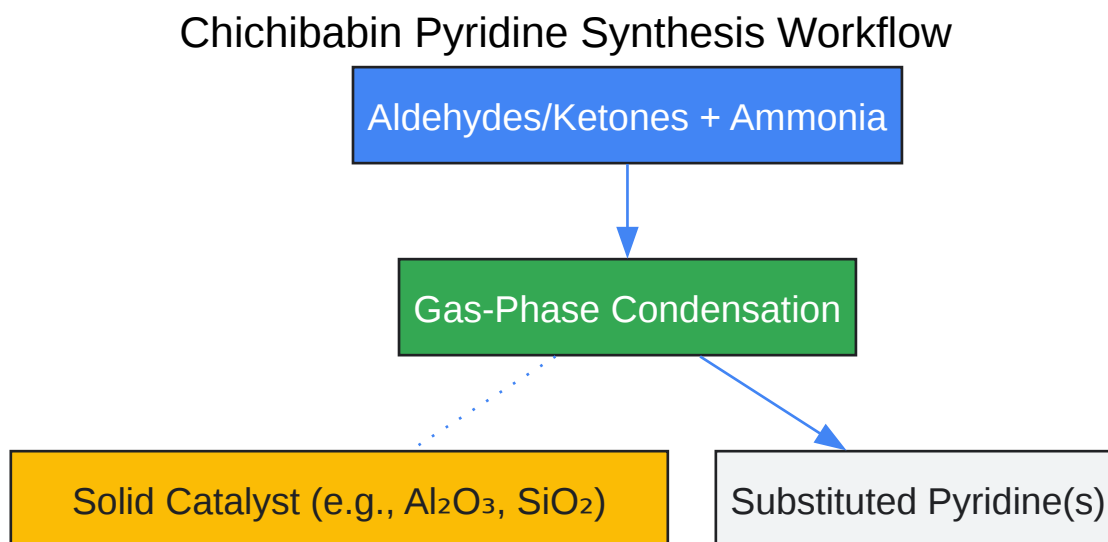 Chichibabin Pyridine Synthesis Workflow
Aldehydes/Ketones + Ammonia
Gas-Phase Condensation
Solid Catalyst (e.g., Al₂O₃, SiO₂)
Substituted Pyridine(s)